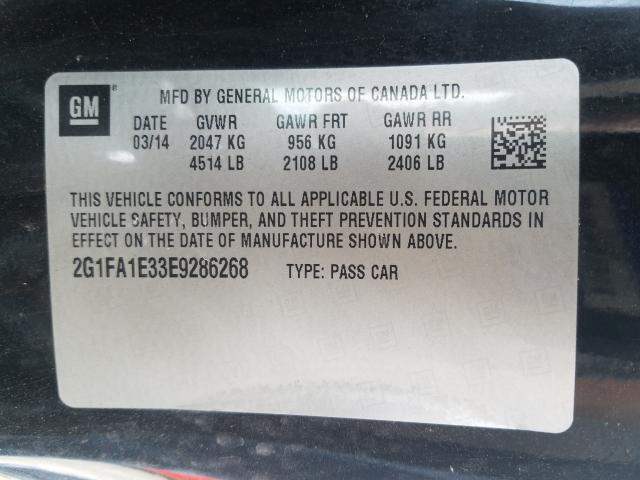 GM ®
MFD BY GENERAL MOTORS OF CANADA LTD.
DATE GVWR GAWR FRT GAWR RR
03/14 2047 KG 956 KG 1091 KG
4514 LB 2108 LB 2406 LB
THIS VEHICLE CONFORMS TO ALL APPLICABLE U.S. FEDERAL MOTOR
VEHICLE SAFETY, BUMPER, AND THEFT PREVENTION STANDARDS IN
EFFECT ON THE DATE OF MANUFACTURE SHOWN ABOVE.
2G1FA1E33E9286268 TYPE: PASS CAR